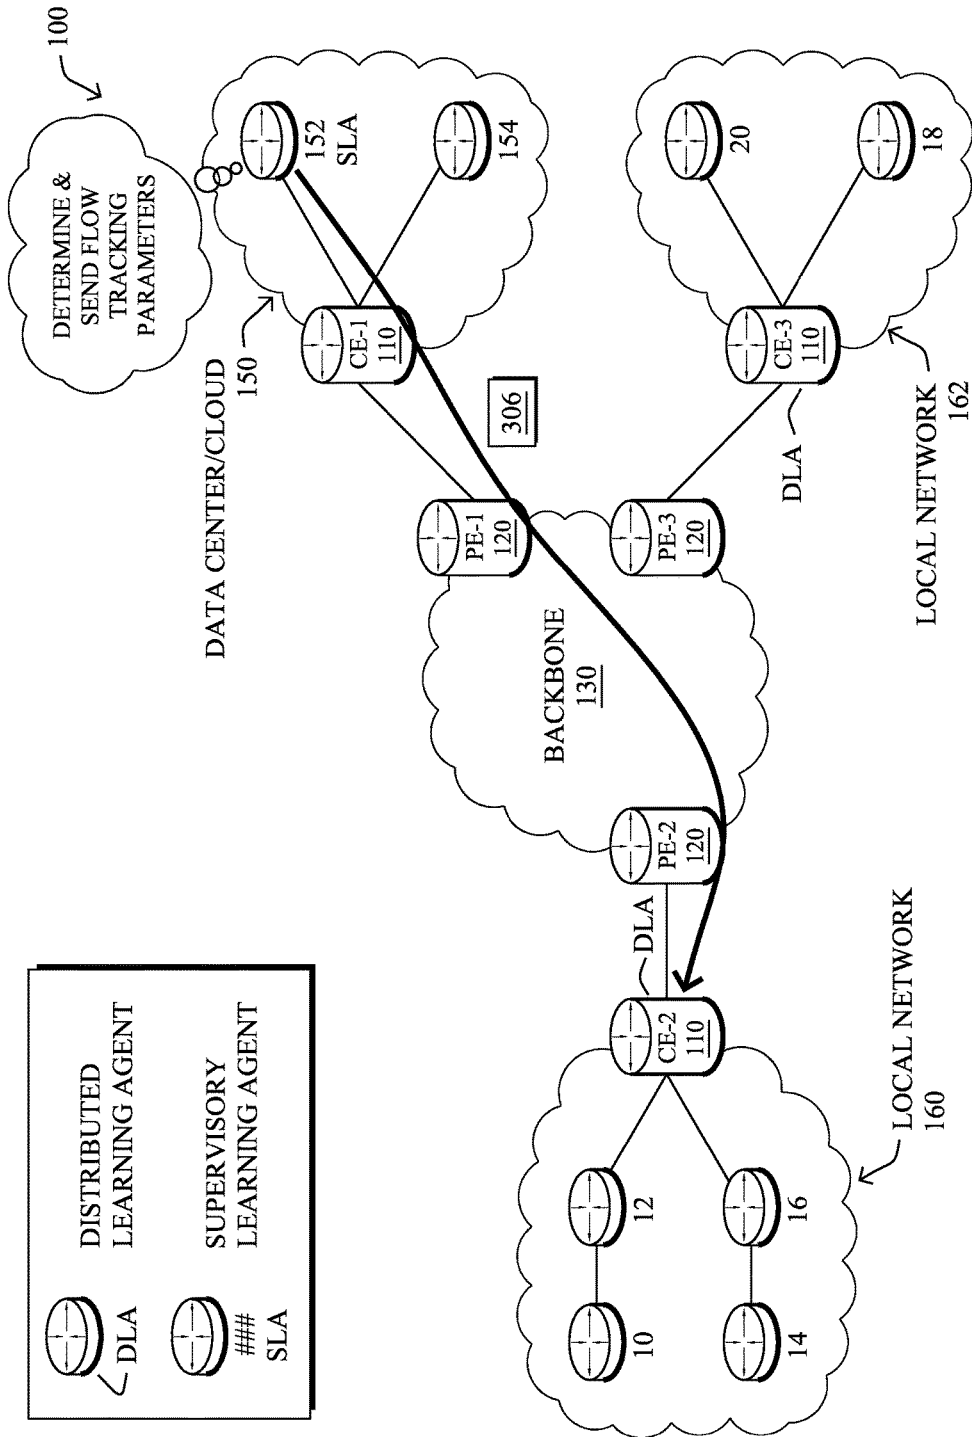 100
DETERMINE &
SEND FLOW
TRACKING
PARAMETERS
DISTRIBUTED
LEARNING AGENT
DLA
SUPERVISORY
LEARNING AGENT
###
SLA
DATA CENTER/CLOUD
150
152
SLA
154
CE-1
110
306
PE-1
120
BACKBONE
130
PE-2
120
PE-3
120
DLA
CE-2
110
12
10
16
14
LOCAL NETWORK
160
20
18
CE-3
110
DLA
LOCAL NETWORK
162